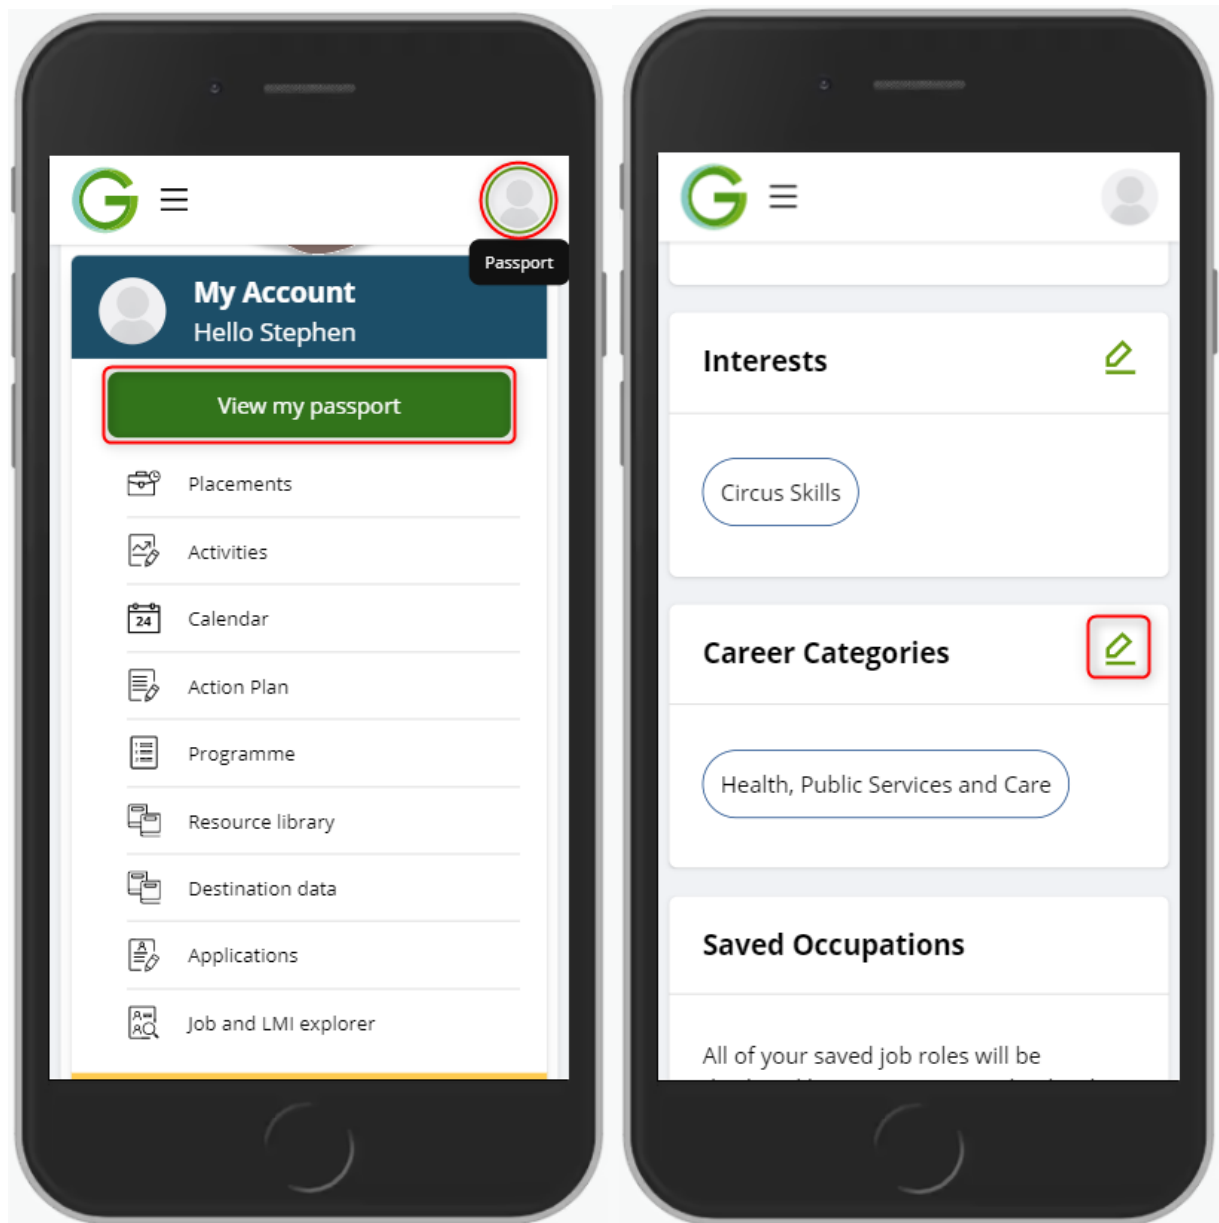 Passport
My Account
Hello Stephen
View my passport
Placements
Activities
24
Calendar
Action Plan
Programme
Resource library
Destination data
Applications
Job and LMI explorer
Interests
Circus Skills
Career Categories
Health, Public Services and Care
Saved Occupations
All of your saved job roles will be